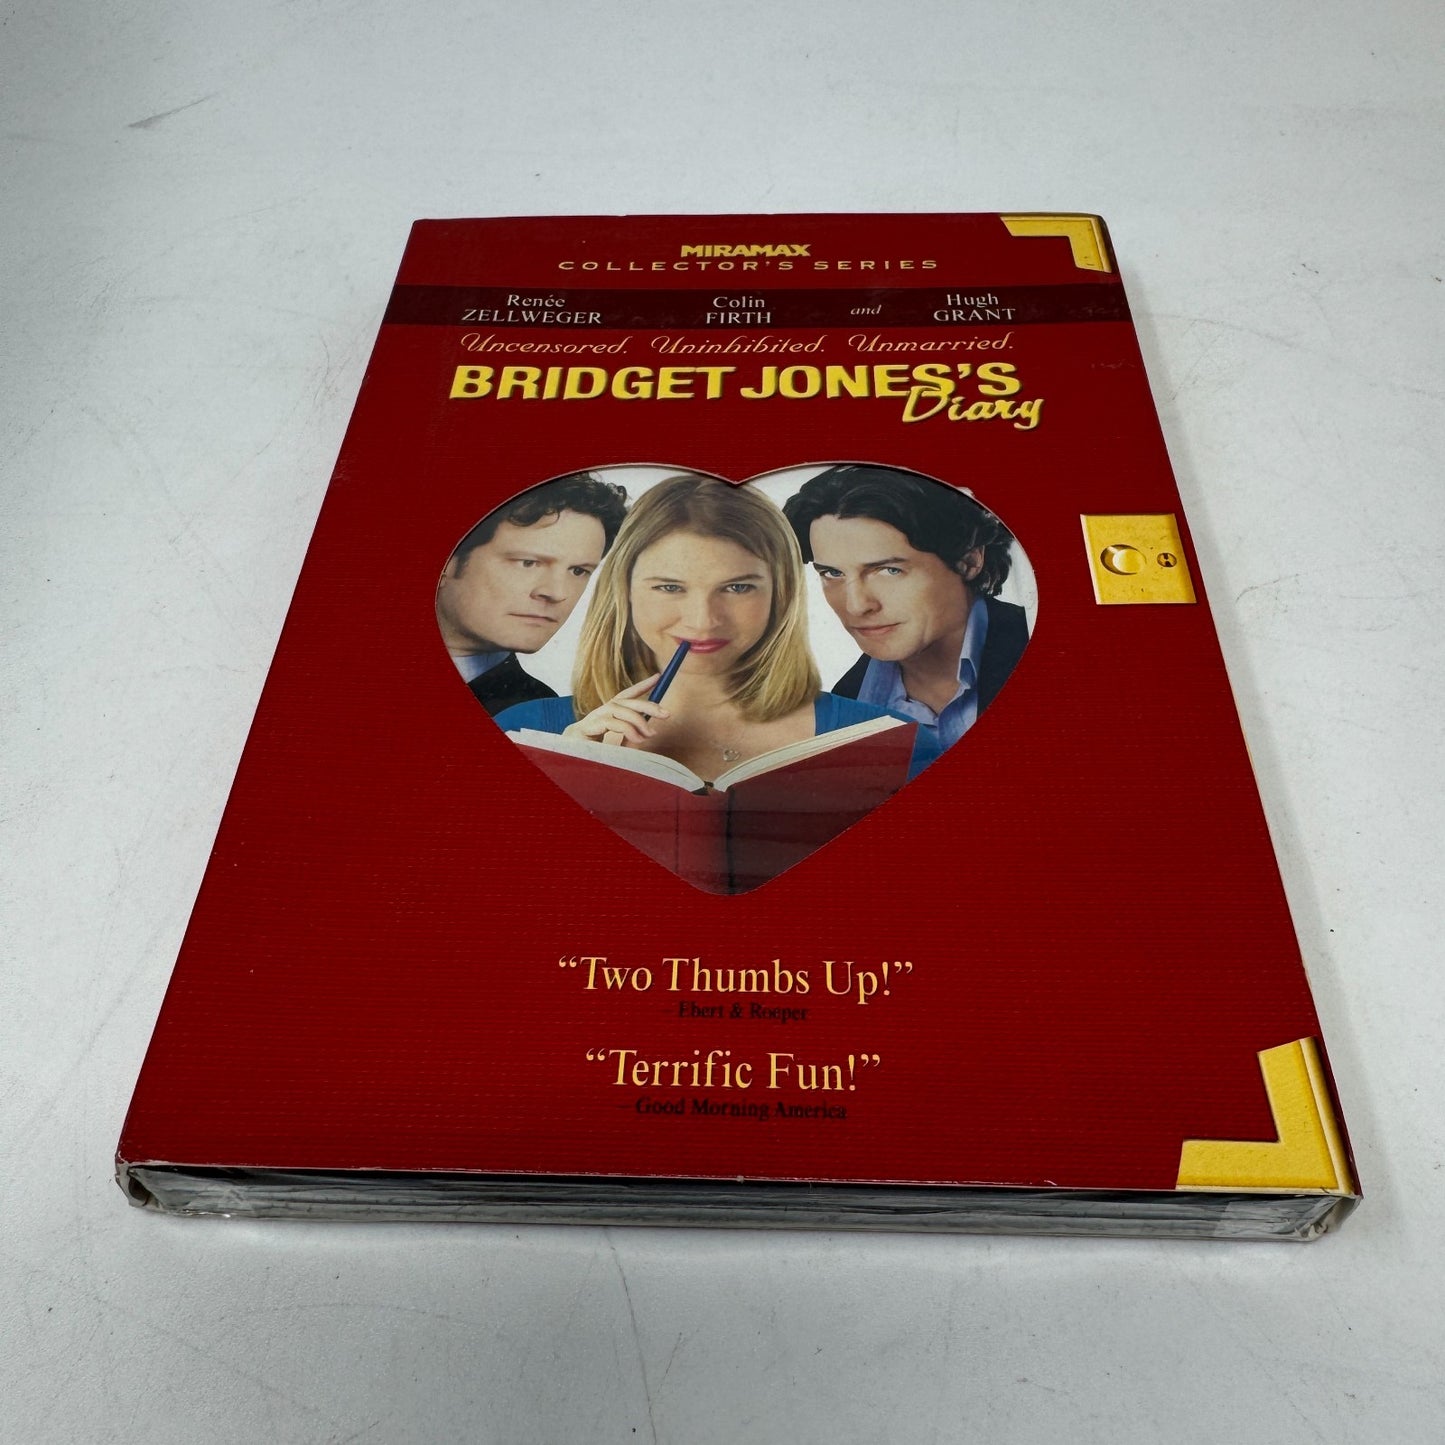 MIRAMAX
COLLECTOR'S SERIES
Renée ZELLWEGER Colin FIRTH and Hugh GRANT
Uncensored. Uninhibited. Unmarried.
BRIDGET JONES'S
Diary
“Two Thumbs Up!”
– Ebert & Roeper
“Terrific Fun!”
– Good Morning America